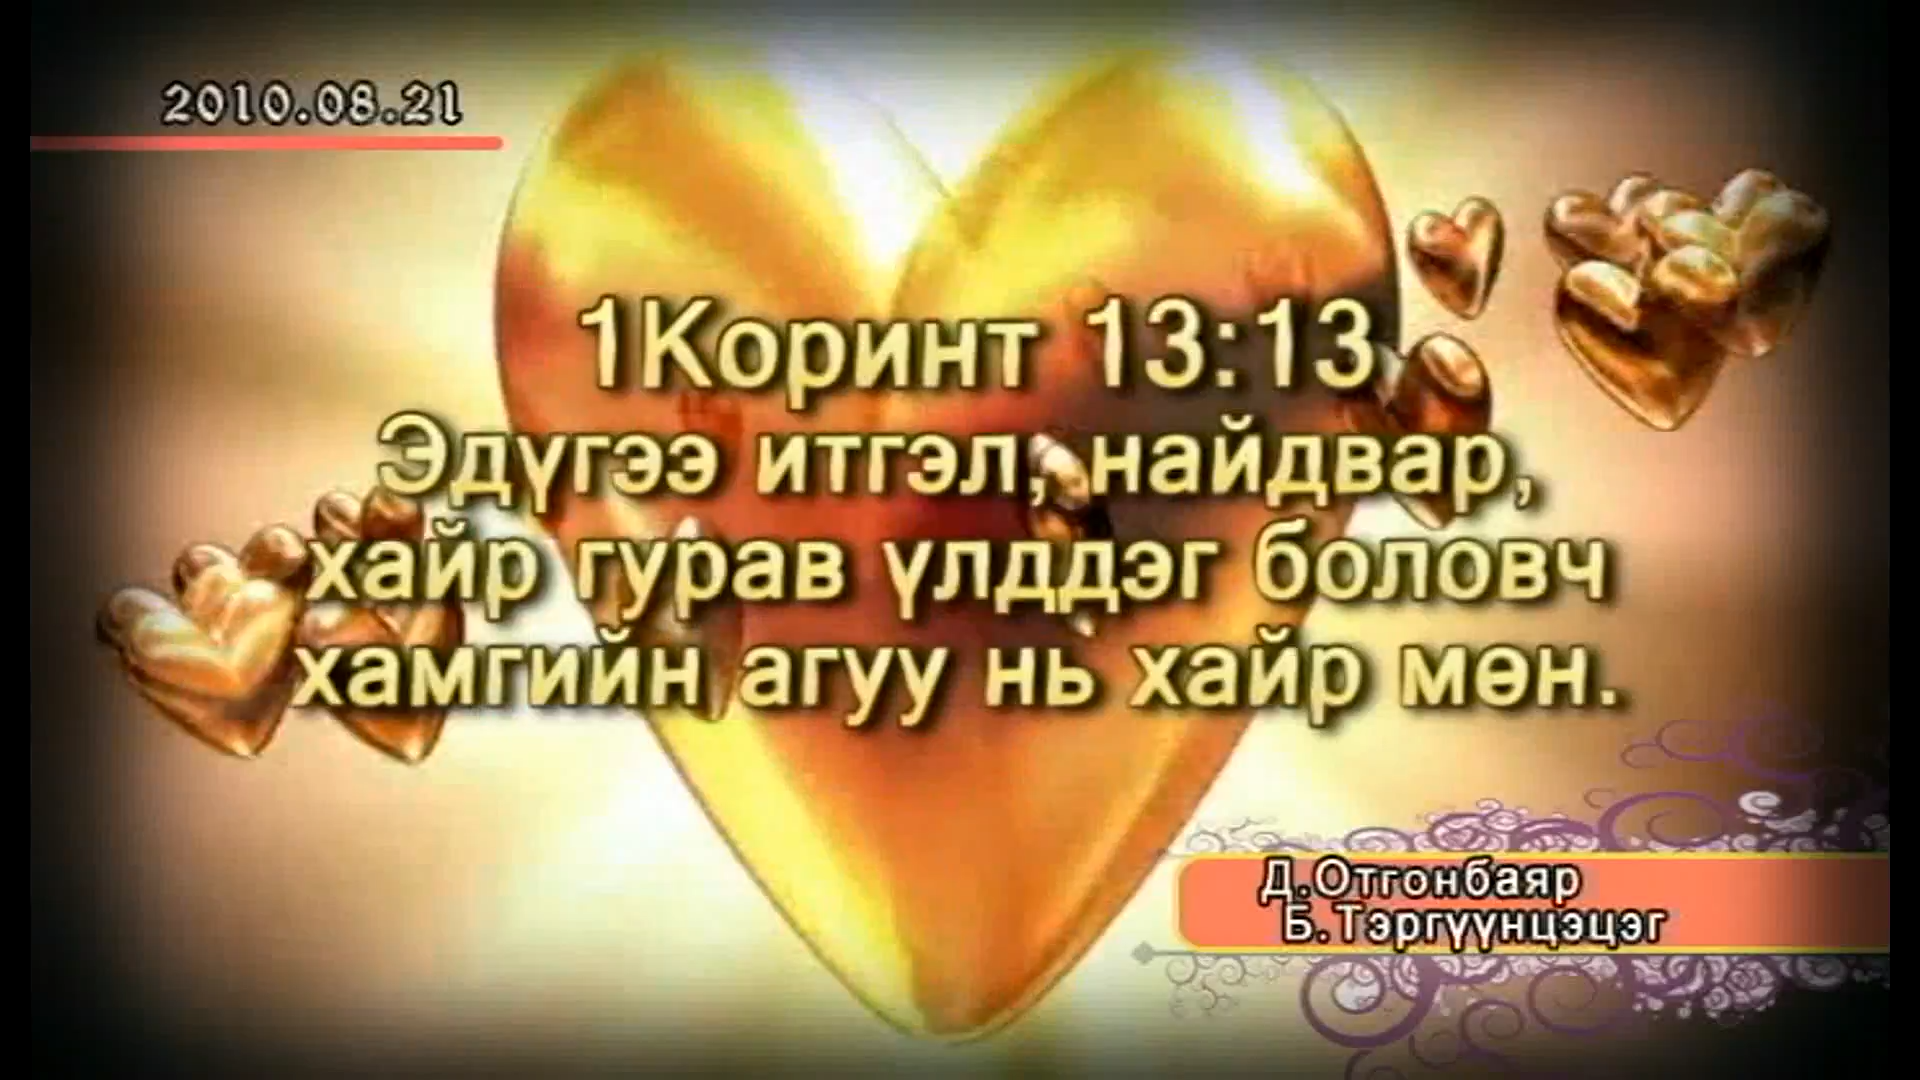 2010.08.21
1Коринт 13:13
Эдүгээ итгэл, найдвар,
хайр гурав үлддэг боловч
хамгийн агуу нь хайр мөн.
Д.Отгонбаяр
Б.Тэргүүнцэцэг